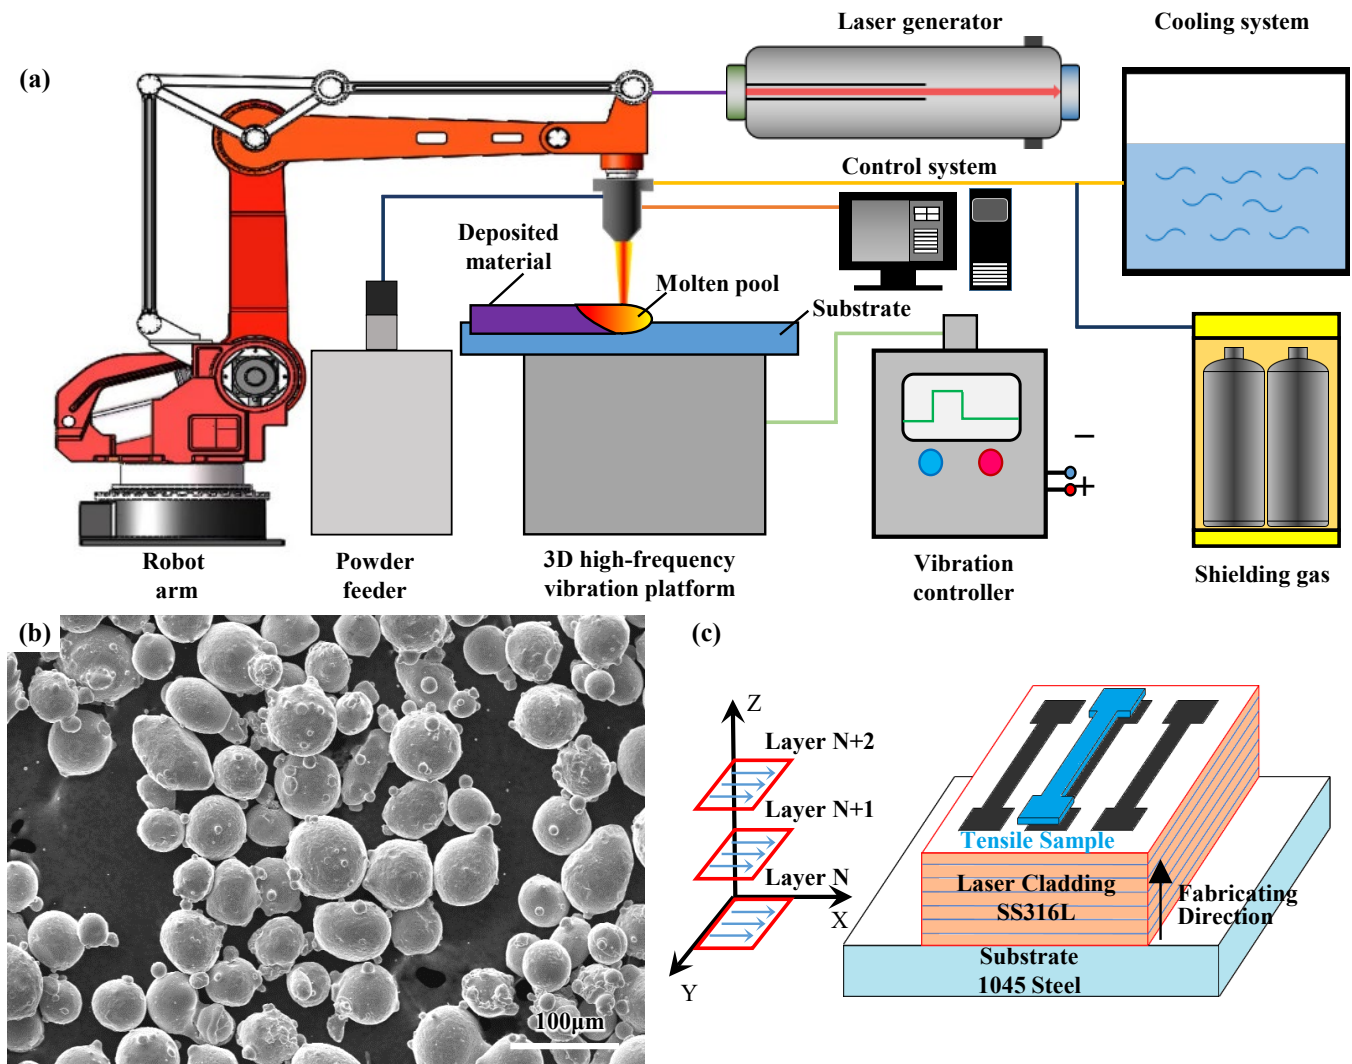 Laser generator
Cooling system
(a)
Control system
Deposited
material
Molten pool
Substrate
Robot
arm
Powder
feeder
3D high-frequency
vibration platform
Vibration
controller
−
+
Shielding gas
(b)
100μm
(c)
Z
Layer N+2
Layer N+1
Layer N
X
Y
Tensile Sample
Laser Cladding
SS316L
Fabricating
Direction
Substrate
1045 Steel